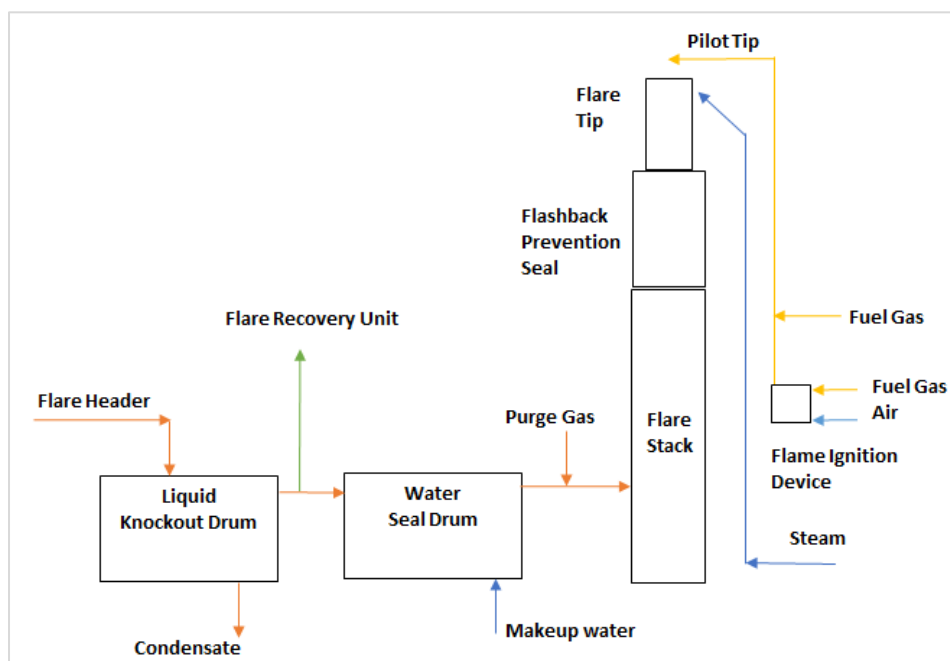 Pilot Tip
Flare
Tip
Flashback
Prevention
Seal
Flare Recovery Unit
Fuel Gas
Flare Header
Fuel Gas
Air
Purge Gas
Flare
Stack
Flame Ignition
Device
Liquid
Knockout Drum
Water
Seal Drum
Steam
Makeup water
Condensate